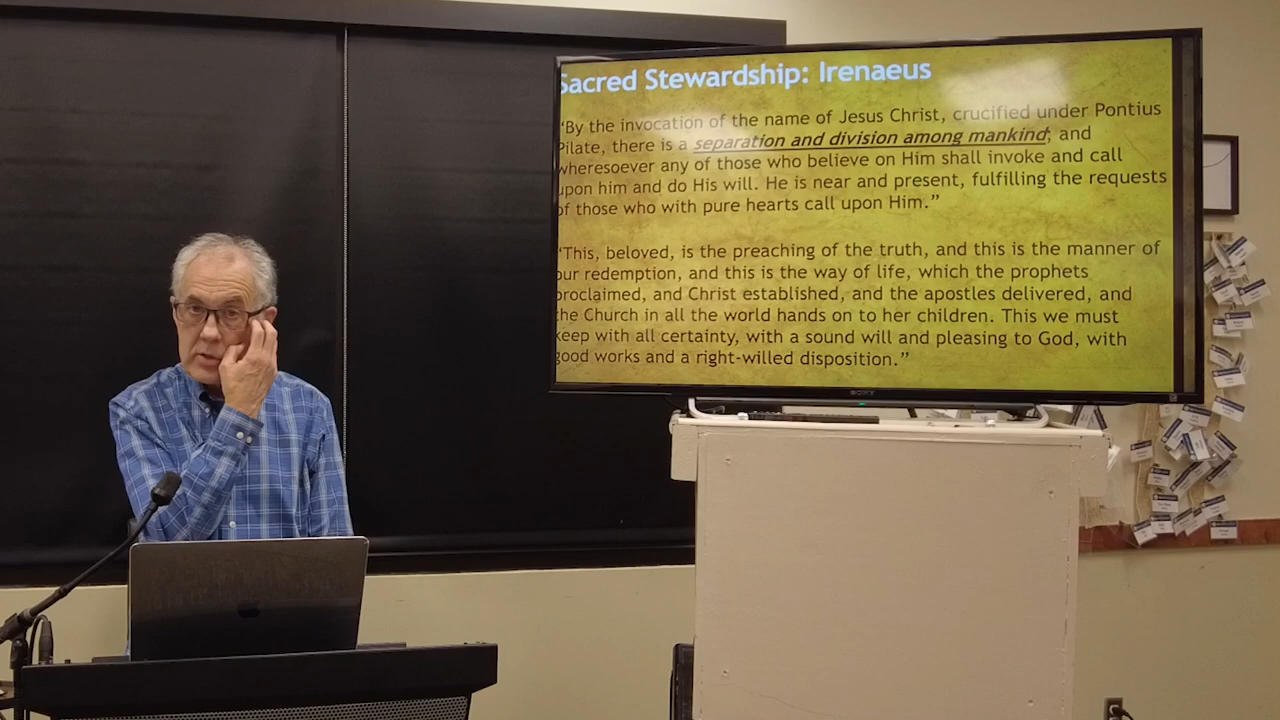 Sacred Stewardship: Irenaeus
"By the invocation of the name of Jesus Christ, crucified under Pontius
Pilate, there is a separation and division among mankind; and
wheresoever any of those who believe on Him shall invoke and call
upon him and do His will. He is near and present, fulfilling the requests
of those who with pure hearts call upon Him."
"This, beloved, is the preaching of the truth, and this is the manner of
our redemption, and this is the way of life, which the prophets
proclaimed, and Christ established, and the apostles delivered, and
the Church in all the world hands on to her children. This we must
keep with all certainty, with a sound will and pleasing to God, with
good works and a right-willed disposition."
SONY